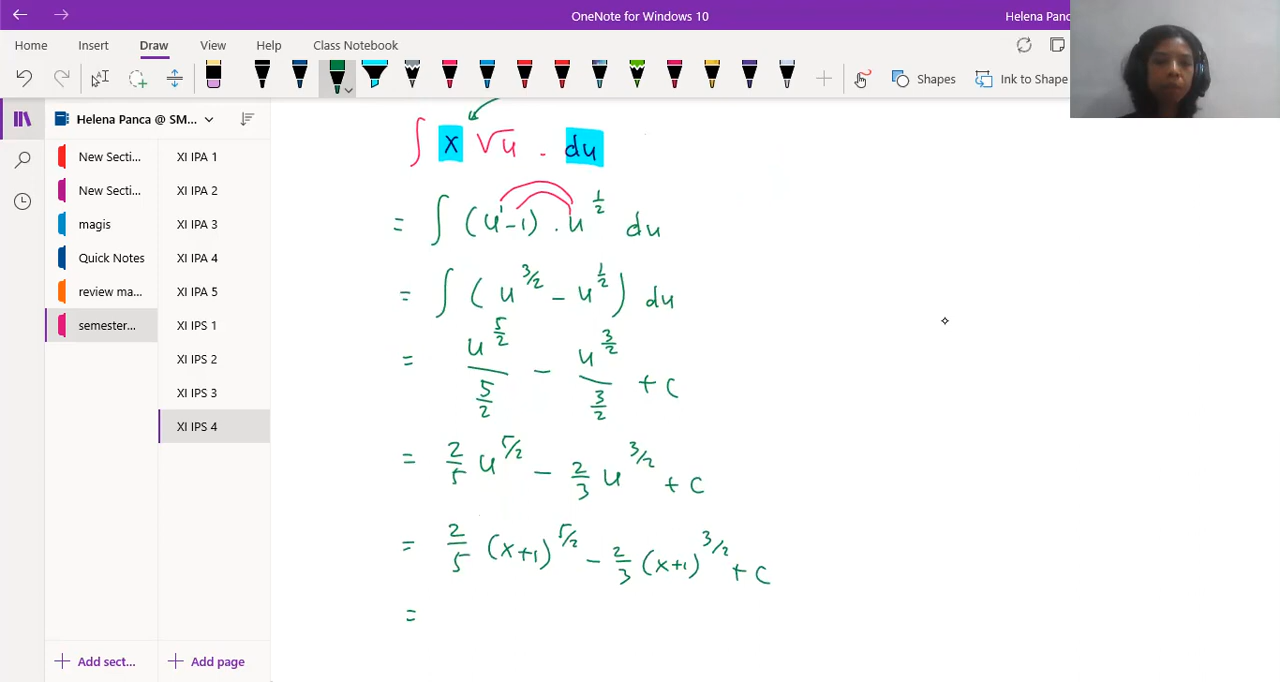 OneNote for Windows 10
Helena Panca
Home Insert Draw View Help Class Notebook
Shapes Ink to Shape
Helena Panca @ SM...
New Secti... XI IPA 1
New Secti... XI IPA 2
magis XI IPA 3
Quick Notes XI IPA 4
review ma... XI IPA 5
semester... XI IPS 1
XI IPS 2
XI IPS 3
XI IPS 4
Add sect... Add page
∫ x √u . du
= ∫ (u¹ - 1) . u^(1/2) du
= ∫ (u^(3/2) - u^(1/2)) du
= u^(5/2) / (5/2) - u^(3/2) / (3/2) + C
= 2/5 u^(5/2) - 2/3 u^(3/2) + C
= 2/5 (x+1)^(5/2) - 2/3 (x+1)^(3/2) + C
=